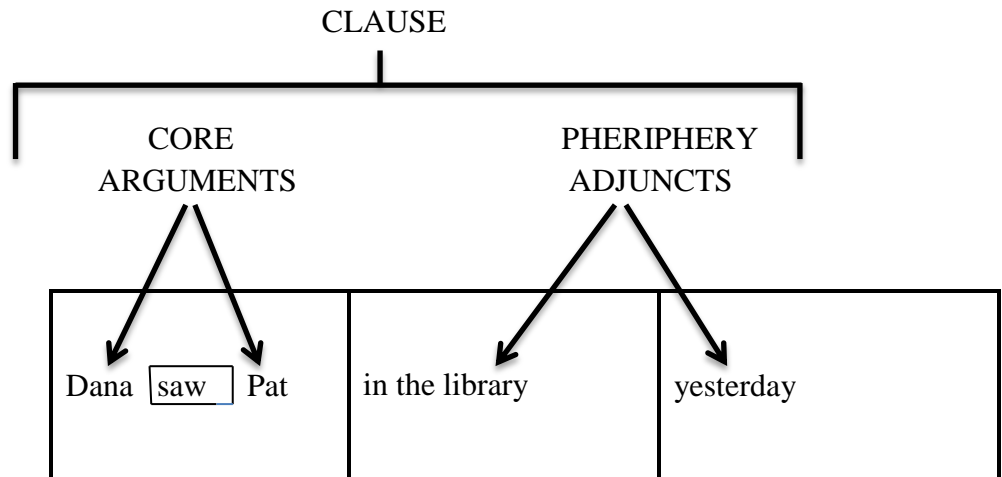 CLAUSE
CORE
ARGUMENTS
PHERIPHERY
ADJUNCTS
Dana saw Pat in the library yesterday